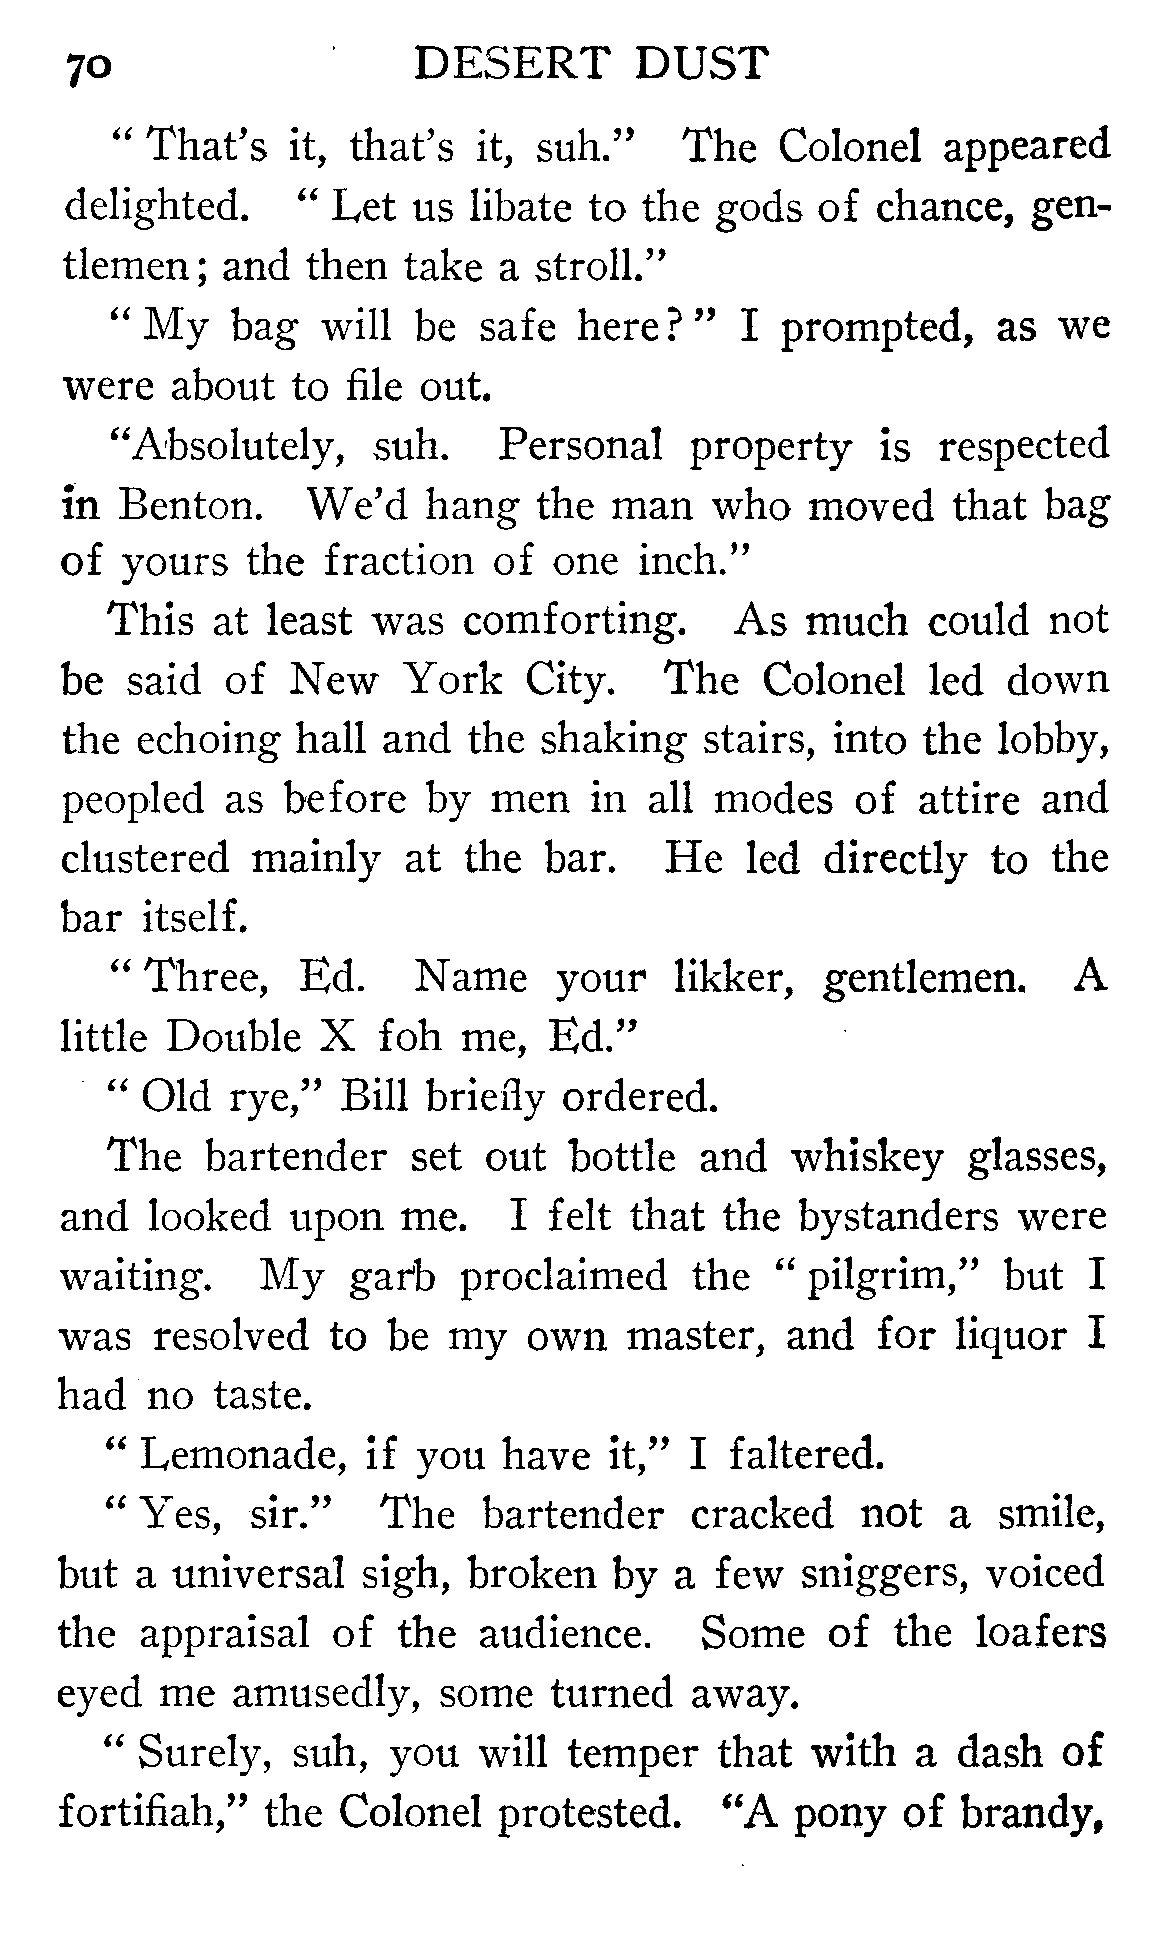 70 DESERT DUST
" That's it, that's it, suh." The Colonel appeared
delighted. " Let us libate to the gods of chance, gen-
tlemen; and then take a stroll."
" My bag will be safe here? " I prompted, as we
were about to file out.
"Absolutely, suh. Personal property is respected
in Benton. We'd hang the man who moved that bag
of yours the fraction of one inch."
This at least was comforting. As much could not
be said of New York City. The Colonel led down
the echoing hall and the shaking stairs, into the lobby,
peopled as before by men in all modes of attire and
clustered mainly at the bar. He led directly to the
bar itself.
" Three, Ed. Name your likker, gentlemen. A
little Double X foh me, Ed."
" Old rye," Bill briefly ordered.
The bartender set out bottle and whiskey glasses,
and looked upon me. I felt that the bystanders were
waiting. My garb proclaimed the " pilgrim," but I
was resolved to be my own master, and for liquor I
had no taste.
" Lemonade, if you have it," I faltered.
" Yes, sir." The bartender cracked not a smile,
but a universal sigh, broken by a few sniggers, voiced
the appraisal of the audience. Some of the loafers
eyed me amusedly, some turned away.
" Surely, suh, you will temper that with a dash of
fortifiah," the Colonel protested. "A pony of brandy,